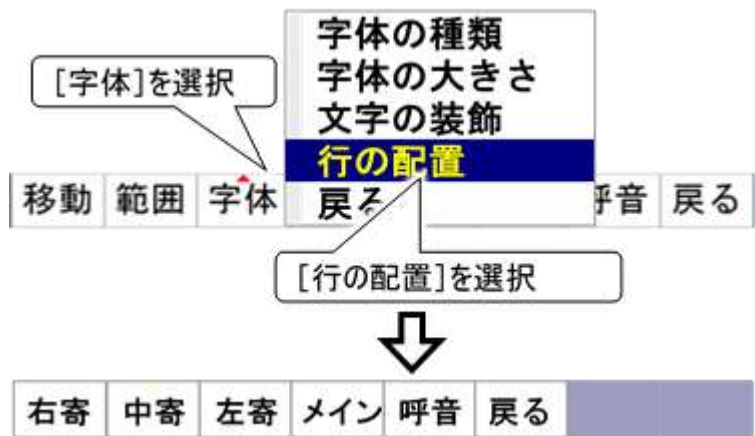 字体の種類
字体の大きさ
文字の装飾
行の配置
戻る
[字体]を選択
移動 範囲 字体 呼音 戻る
[行の配置]を選択
右寄 中寄 左寄 メイン 呼音 戻る